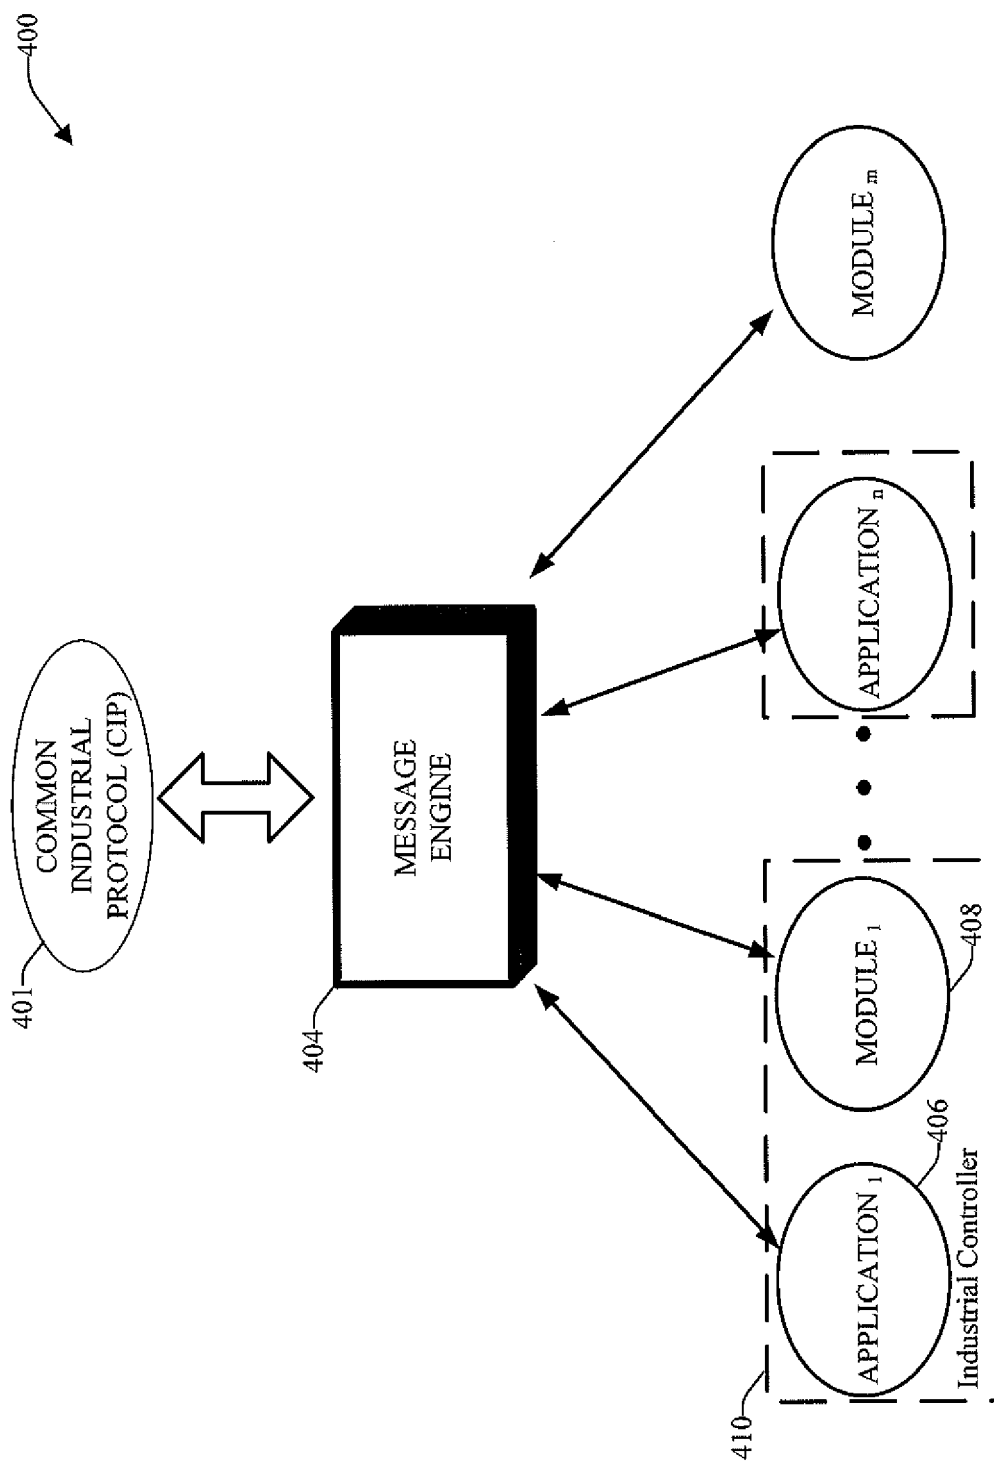 400
COMMON
INDUSTRIAL
PROTOCOL (CIP)
401
MESSAGE
ENGINE
404
APPLICATION 1
406
MODULE 1
408
APPLICATION n
MODULE m
410
Industrial Controller